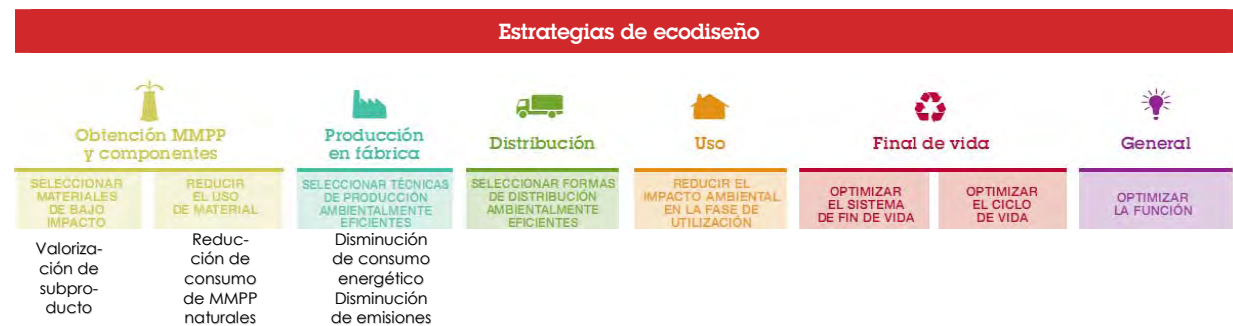 Estrategias de ecodiseño
Obtención MMPP
y componentes
Producción
en fábrica
Distribución
Uso
Final de vida
General
SELECCIONAR
MATERIALES
DE BAJO
IMPACTO
REDUCIR
EL USO
DE MATERIAL
SELECCIONAR TÉCNICAS
DE PRODUCCIÓN
AMBIENTALMENTE
EFICIENTES
SELECCIONAR FORMAS
DE DISTRIBUCIÓN
AMBIENTALMENTE
EFICIENTES
REDUCIR EL
IMPACTO AMBIENTAL
EN LA FASE DE
UTILIZACIÓN
OPTIMIZAR
EL SISTEMA
DE FIN DE VIDA
OPTIMIZAR
EL CICLO
DE VIDA
OPTIMIZAR
LA FUNCIÓN
Valoriza-
ción de
subpro-
ducto
Reduc-
ción de
consumo
de MMPP
naturales
Disminución
de consumo
energético
Disminución
de emisiones